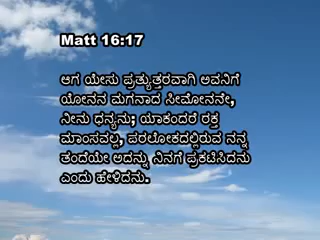 Matt 16:17
ಆಗ ಯೇಸು ಪ್ರತ್ಯುತ್ತರವಾಗಿ ಅವನಿಗೆ
ಯೋನನ ಮಗನಾದ ಸೀಮೋನನೇ,
ನೀನು ಧನ್ಯನು; ಯಾಕಂದರೆ ರಕ್ತ
ಮಾಂಸವಲ್ಲ, ಪರಲೋಕದಲ್ಲಿರುವ ನನ್ನ
ತಂದೆಯೇ ಅದನ್ನು ನಿನಗೆ ಪ್ರಕಟಿಸಿದನು
ಎಂದು ಹೇಳಿದನು.